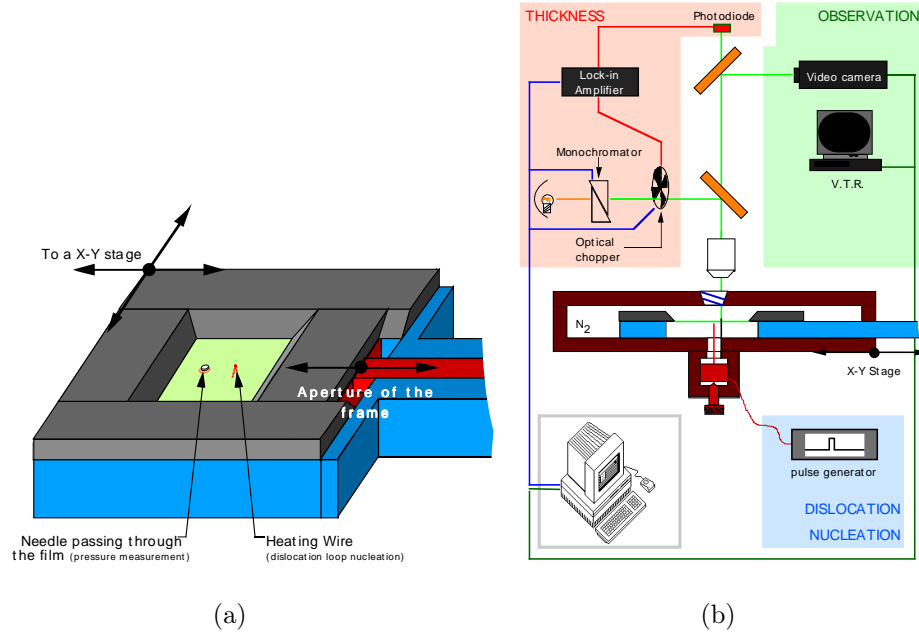 To a X-Y stage
Aperture of the
frame
Needle passing through
the film (pressure measurement)
Heating Wire
(dislocation loop nucleation)
(a)
THICKNESS
Photodiode
OBSERVATION
Lock-in
Amplifier
Video camera
Monochromator
V.T.R.
Optical
chopper
N2
X-Y Stage
pulse generator
DISLOCATION
NUCLEATION
(b)